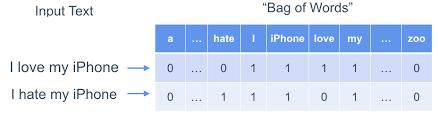 Input Text
“Bag of Words”
a … hate I iPhone love my … zoo
I love my iPhone 0 … 0 1 1 1 1 … 0
I hate my iPhone 0 … 1 1 1 0 1 … 0